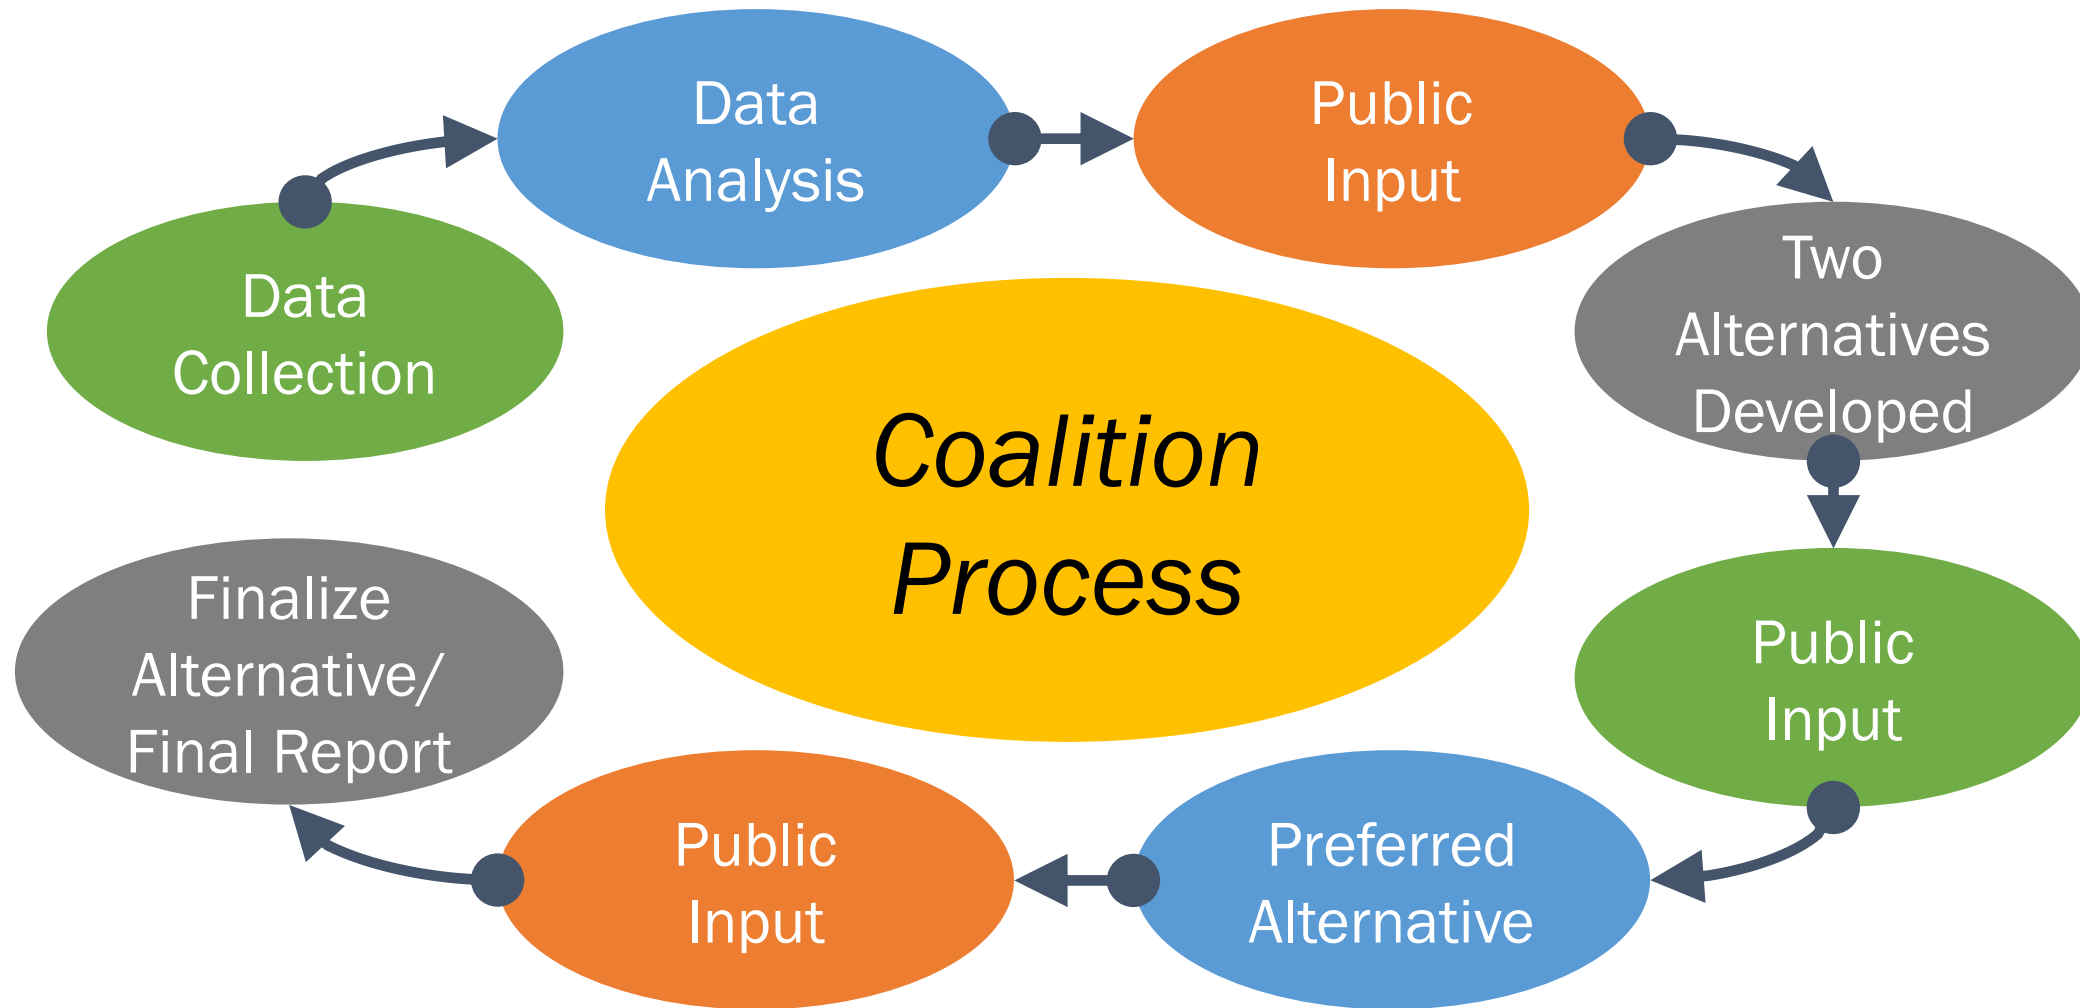 Data
Analysis
Public
Input
Two
Alternatives
Developed
Data
Collection
Coalition
Process
Finalize
Alternative/
Final Report
Public
Input
Preferred
Alternative
Public
Input